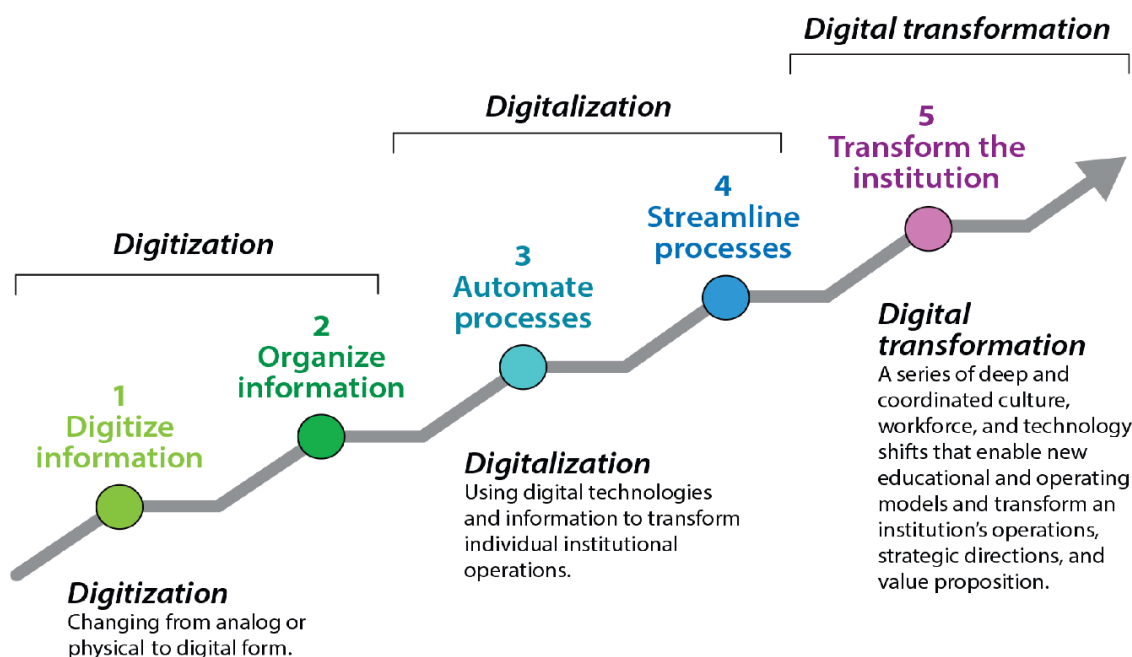 Digital transformation
Digitalization
5
Transform the
institution
4
Streamline
processes
Digitization
3
Automate
processes
2
Organize
information
1
Digitize
information
Digital
transformation
A series of deep and
coordinated culture,
workforce, and technology
shifts that enable new
educational and operating
models and transform an
institution’s operations,
strategic directions, and
value proposition.
Digitalization
Using digital technologies
and information to transform
individual institutional
operations.
Digitization
Changing from analog or
physical to digital form.